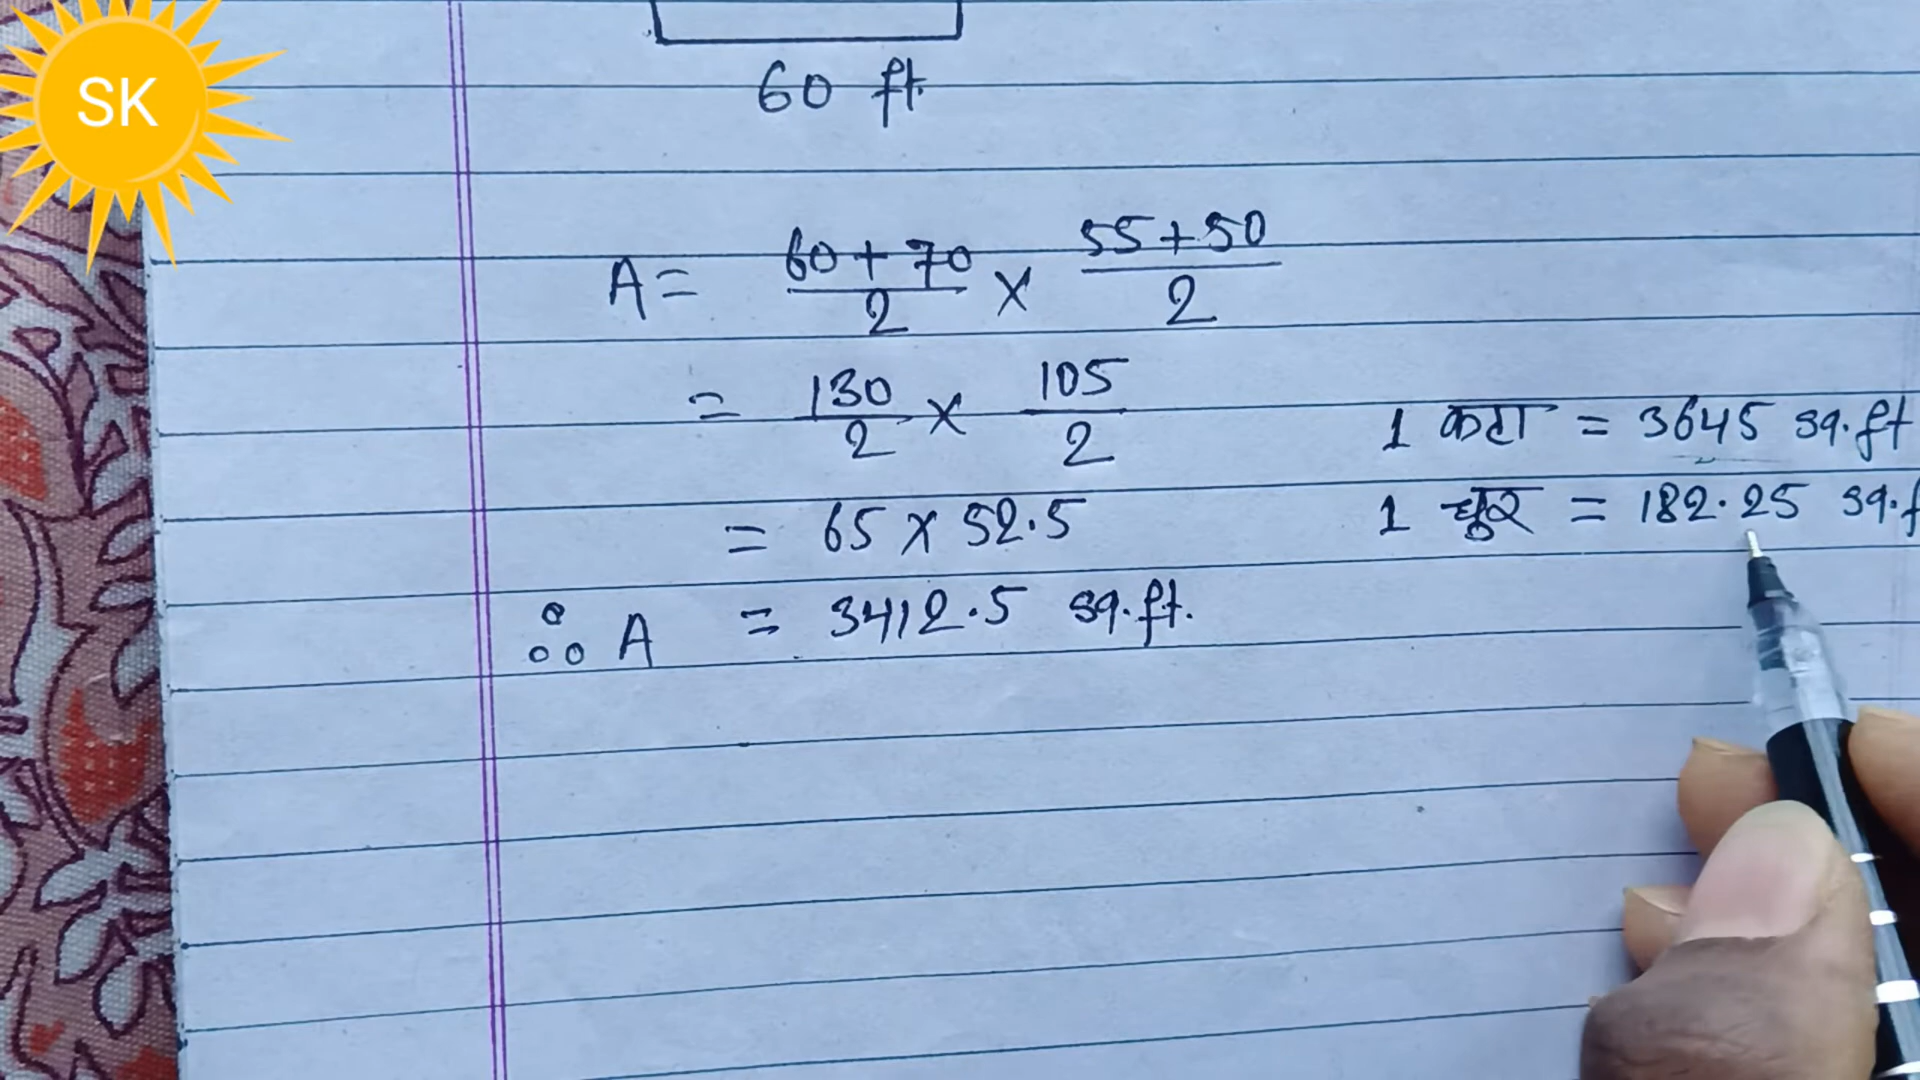 SK
60 ft.
A = 60 + 70 / 2 × 55 + 50 / 2
= 130 / 2 × 105 / 2
= 65 × 52.5
∴ A = 3412.5 sq.ft.
1 कट्टा = 3645 sq.ft
1 धूर = 182.25 sq.f